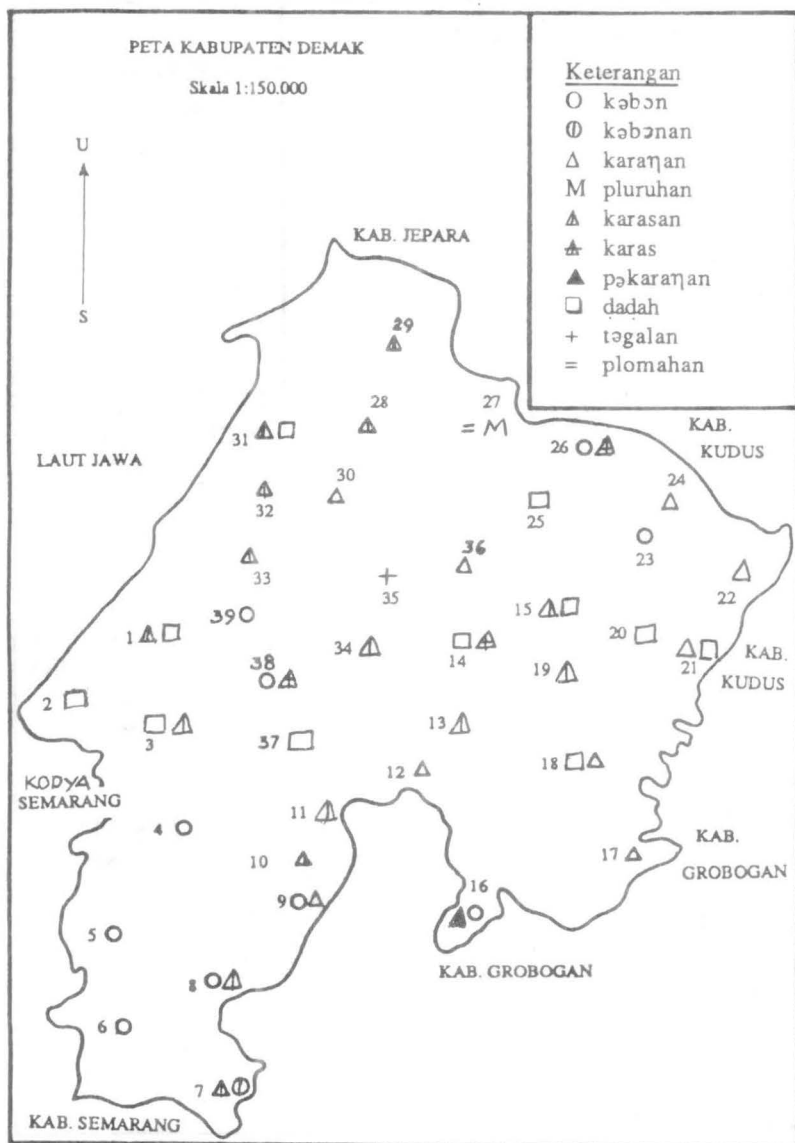 PETA KABUPATEN DEMAK
Skala 1:150.000
U
S
Keterangan
kəbɔn
kəbɔnan
karaηan
M pluruhan
karasan
karas
pəkaraηan
ḍaḍah
+ təgalan
= plomahan
KAB. JEPARA
29
28
27
= M
31
26
KAB.
KUDUS
LAUT JAWA
30
24
32
25
23
36
33
35
22
39
15
1
34
14
20
21
KAB.
KUDUS
38
19
2
3
37
13
12
18
KODYA
SEMARANG
11
4
10
17
KAB.
GROBOGAN
9
16
5
KAB. GROBOGAN
8
6
7
KAB. SEMARANG